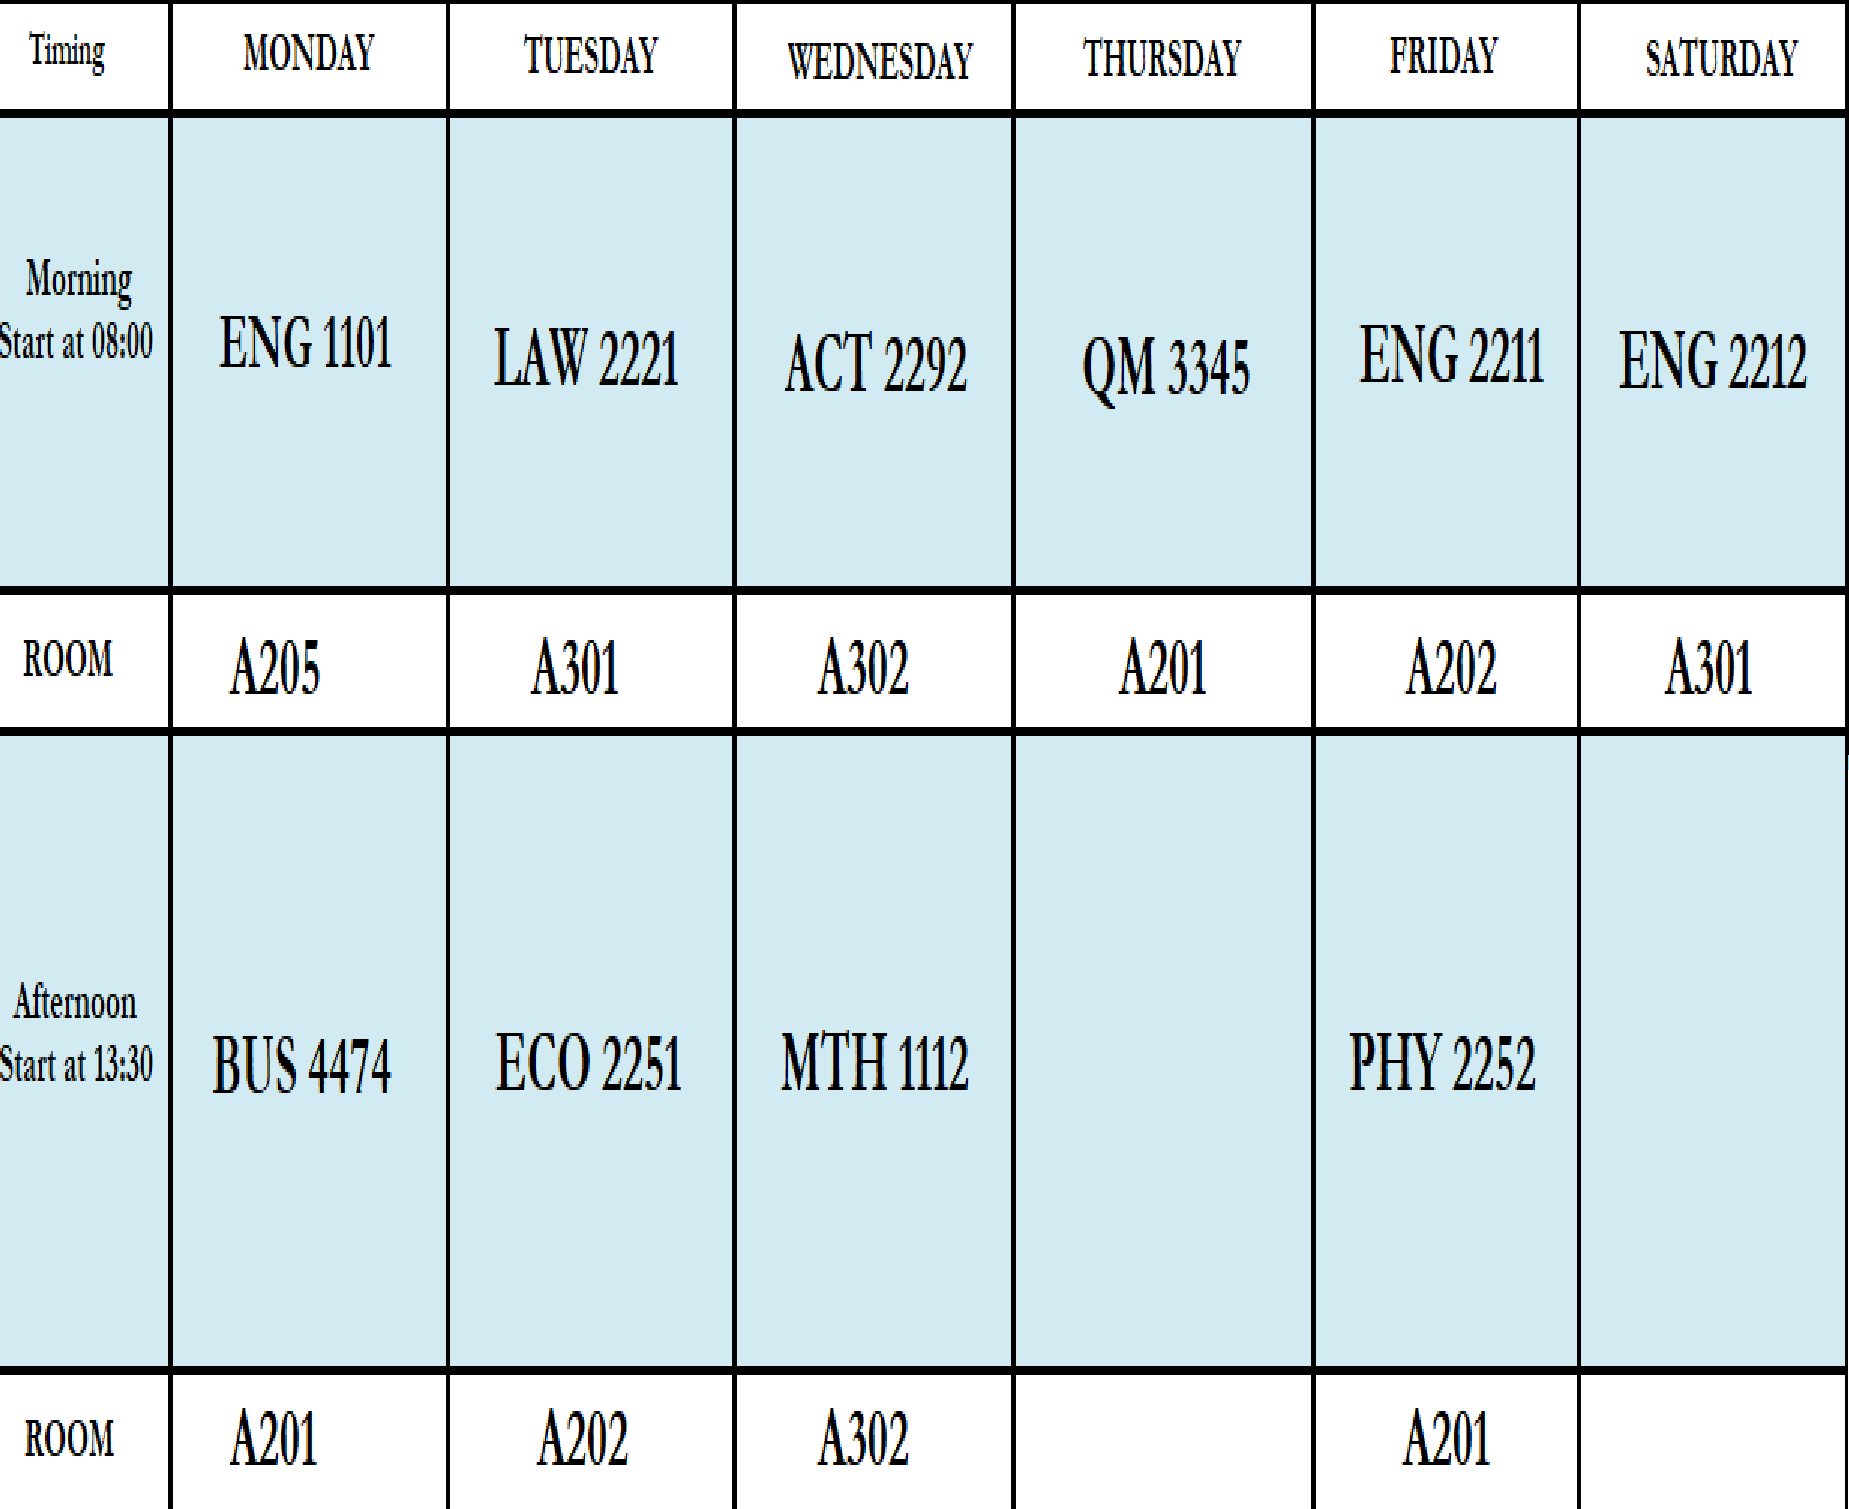 Timing MONDAY TUESDAY WEDNESDAY THURSDAY FRIDAY SATURDAY
Morning
Start at 08:00 ENG 1101 LAW 2221 ACT 2292 QM 3345 ENG 2211 ENG 2212
ROOM A205 A301 A302 A201 A202 A301
Afternoon
Start at 13:30 BUS 4474 ECO 2251 MTH 1112 PHY 2252
ROOM A201 A202 A302 A201